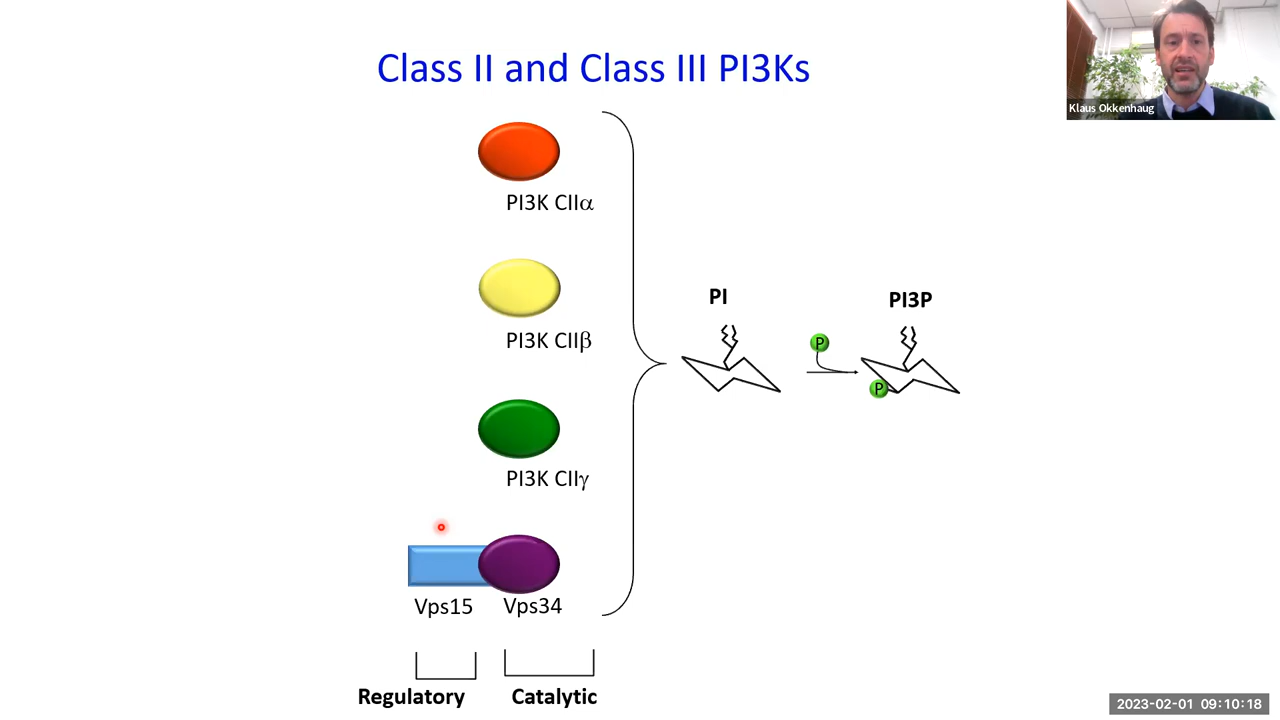 Class II and Class III PI3Ks
Klaus Okkenhaug
PI3K CIIα
PI3K CIIβ
PI
PI3P
P
P
PI3K CIIγ
Vps15
Vps34
Regulatory
Catalytic
2023-02-01 09:10:18